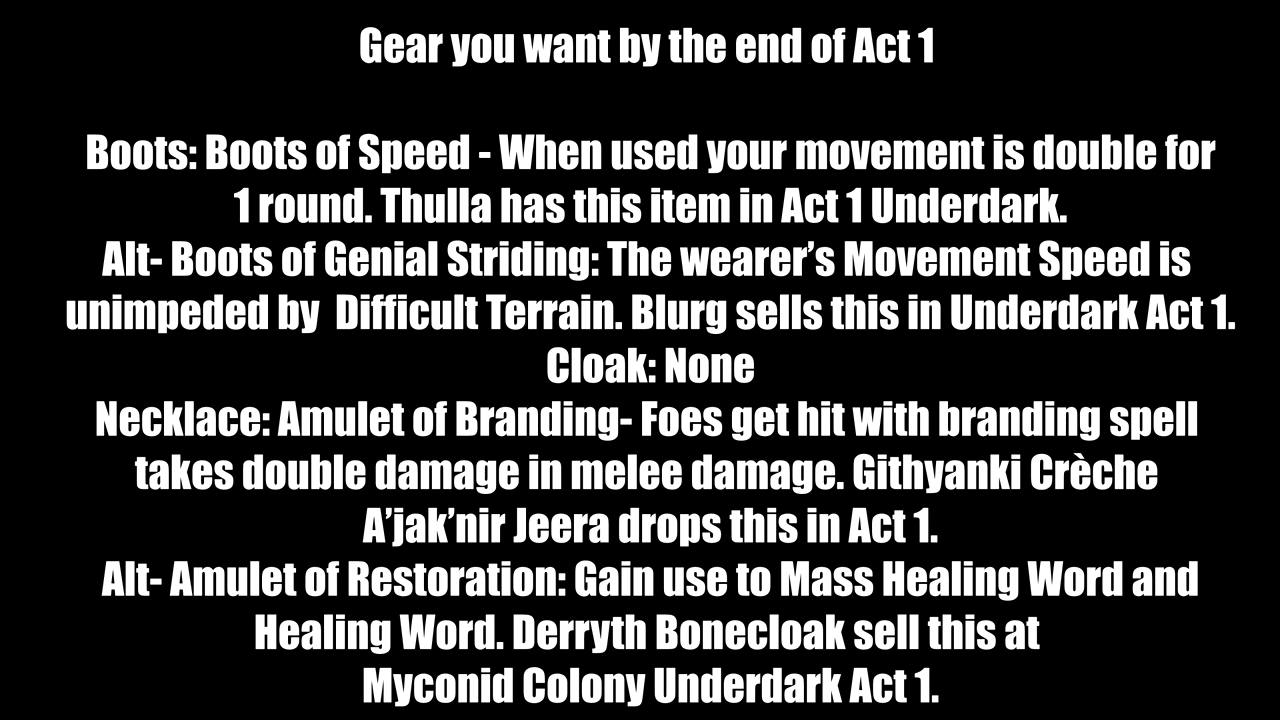 Gear you want by the end of Act 1
Boots: Boots of Speed - When used your movement is double for
1 round. Thulla has this item in Act 1 Underdark.
Alt- Boots of Genial Striding: The wearer’s Movement Speed is
unimpeded by  Difficult Terrain. Blurg sells this in Underdark Act 1.
Cloak: None
Necklace: Amulet of Branding- Foes get hit with branding spell
takes double damage in melee damage. Githyanki Crèche
A’jak’nir Jeera drops this in Act 1.
Alt- Amulet of Restoration: Gain use to Mass Healing Word and
Healing Word. Derryth Bonecloak sell this at
Myconid Colony Underdark Act 1.